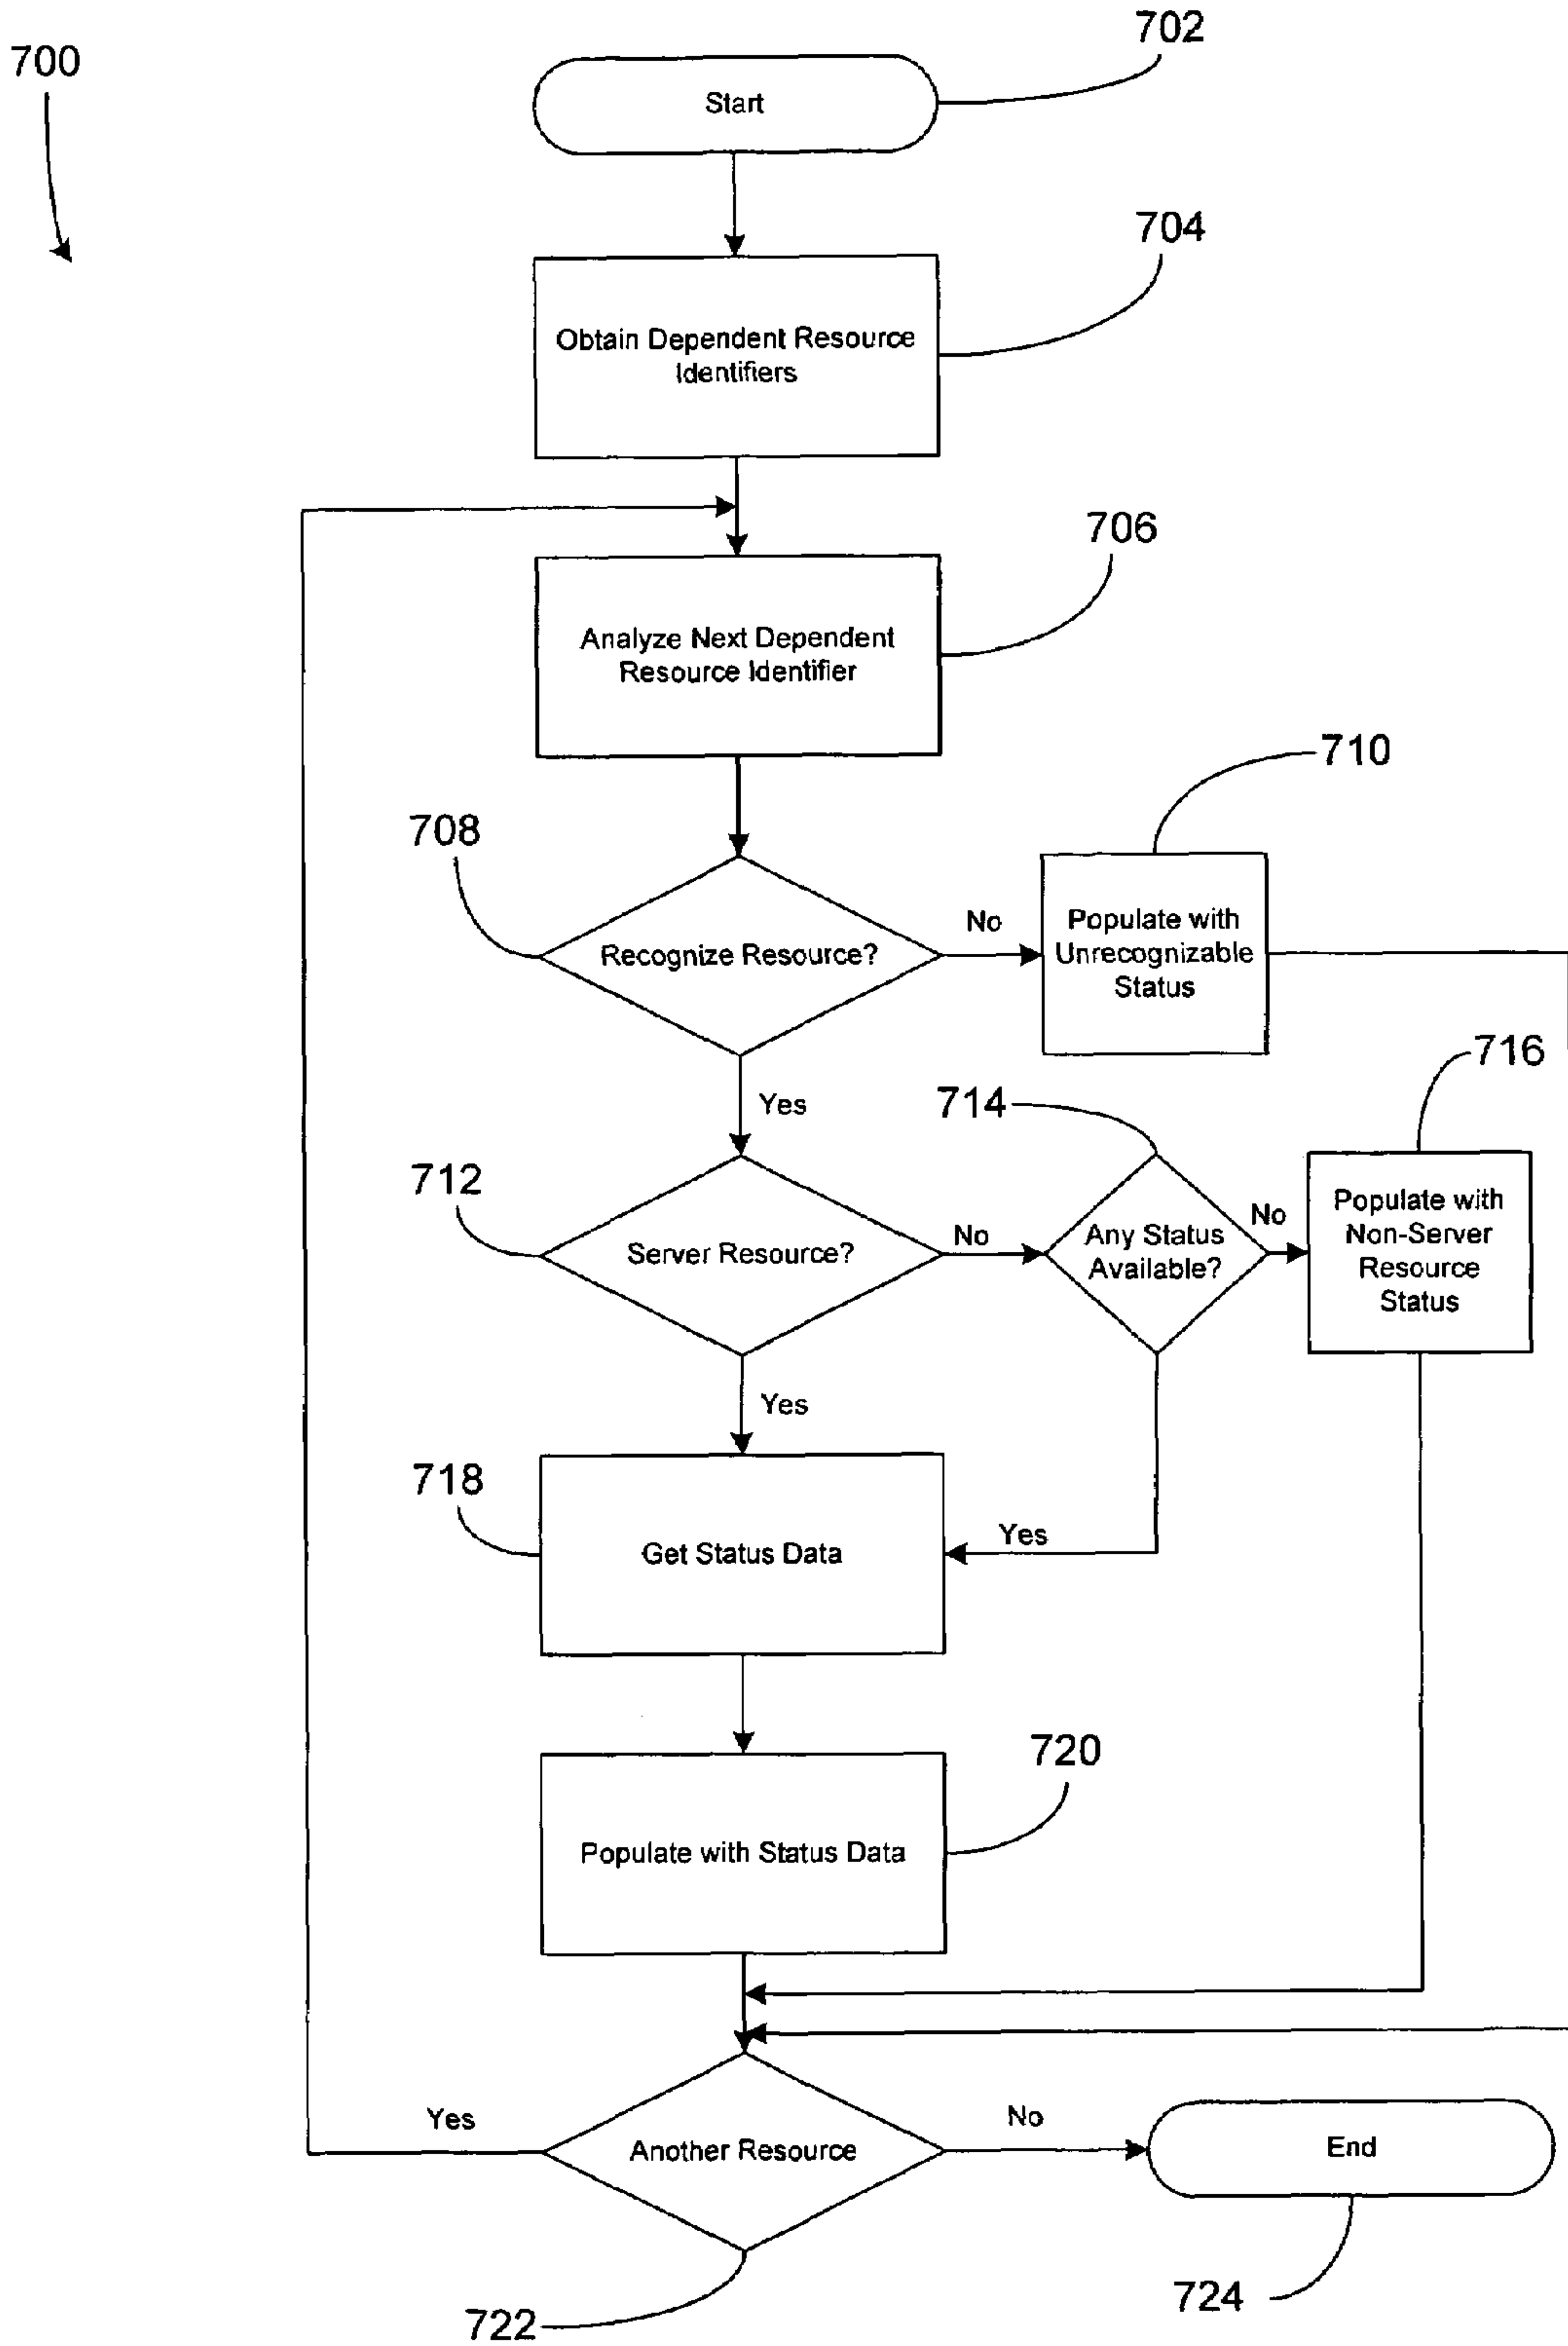 700
702
Start
704
Obtain Dependent Resource
Identifiers
706
Analyze Next Dependent
Resource Identifier
710
708
No
Recognize Resource?
Populate with
Unrecognizable
Status
716
714
Yes
712
No
No
Server Resource?
Any Status
Available?
Populate with
Non-Server
Resource
Status
Yes
718
Yes
Get Status Data
720
Populate with Status Data
Yes
No
Another Resource
End
724
722